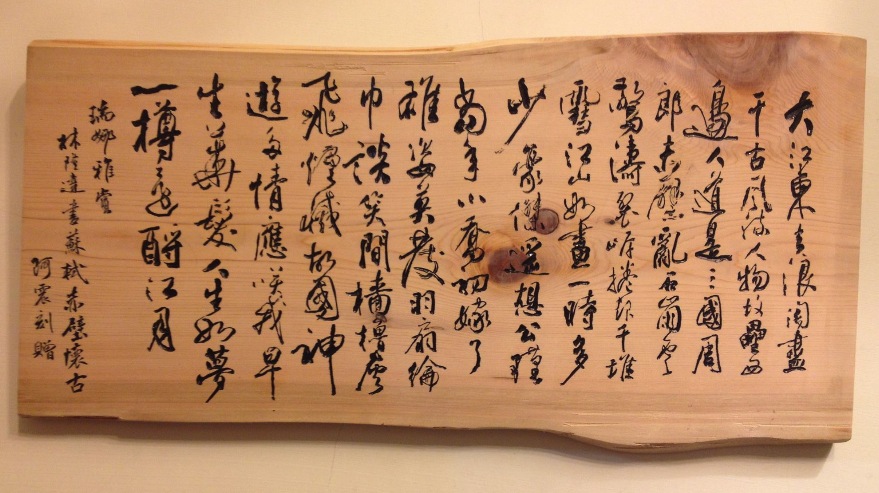 大江東去浪淘盡
千古風流人物故壘西
邊人道是三國周
郎赤壁亂石崩雲
驚濤裂岸捲起千堆
雪江山如畫一時多
少豪傑遙想公瑾
當年小喬初嫁了
雄姿英發羽扇綸
巾談笑間檣櫓灰
飛煙滅故國神
遊多情應笑我早
生華髮人生如夢
一樽還酹江月
瑞娜雅賞
林隆達書蘇軾赤壁懷古
阿震刻贈